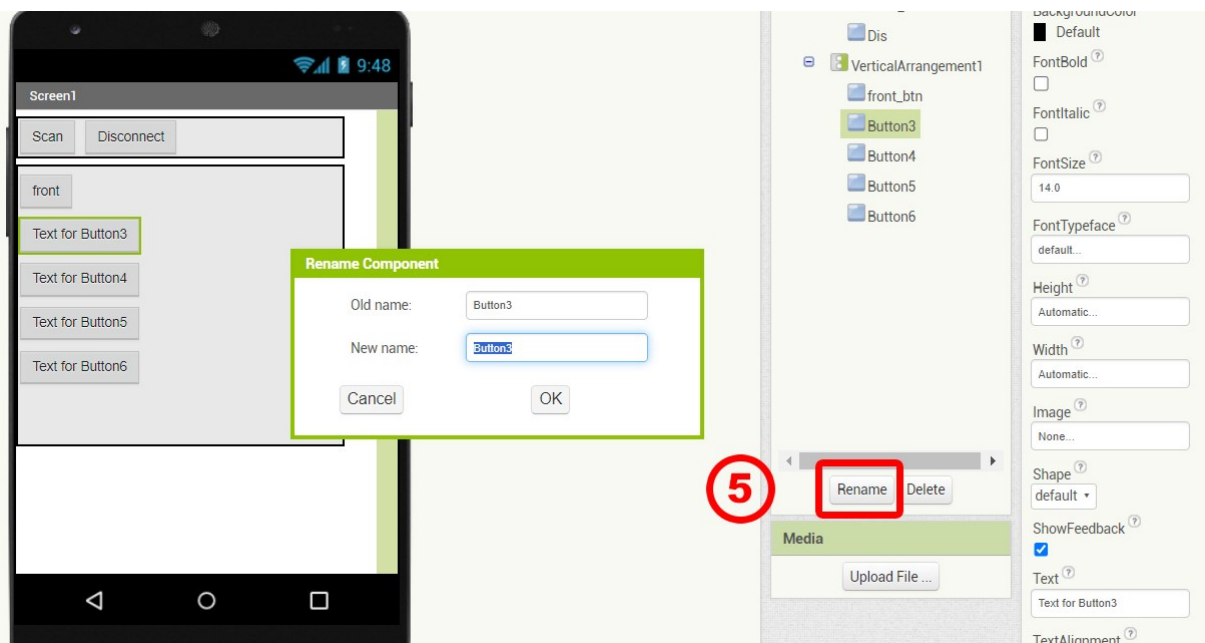 9:48
Screen1
Scan
Disconnect
front
Text for Button3
Text for Button4
Text for Button5
Text for Button6
Rename Component
Old name:
Button3
New name:
Button3
Cancel
OK
Dis
VerticalArrangement1
front_btn
Button3
Button4
Button5
Button6
5
Rename
Delete
Media
Upload File ...
BackgroundColor
Default
FontBold ?
FontItalic ?
FontSize ?
14.0
FontTypeface ?
default...
Height ?
Automatic...
Width ?
Automatic...
Image ?
None...
Shape ?
default
ShowFeedback ?
Text ?
Text for Button3
TextAlignment ?